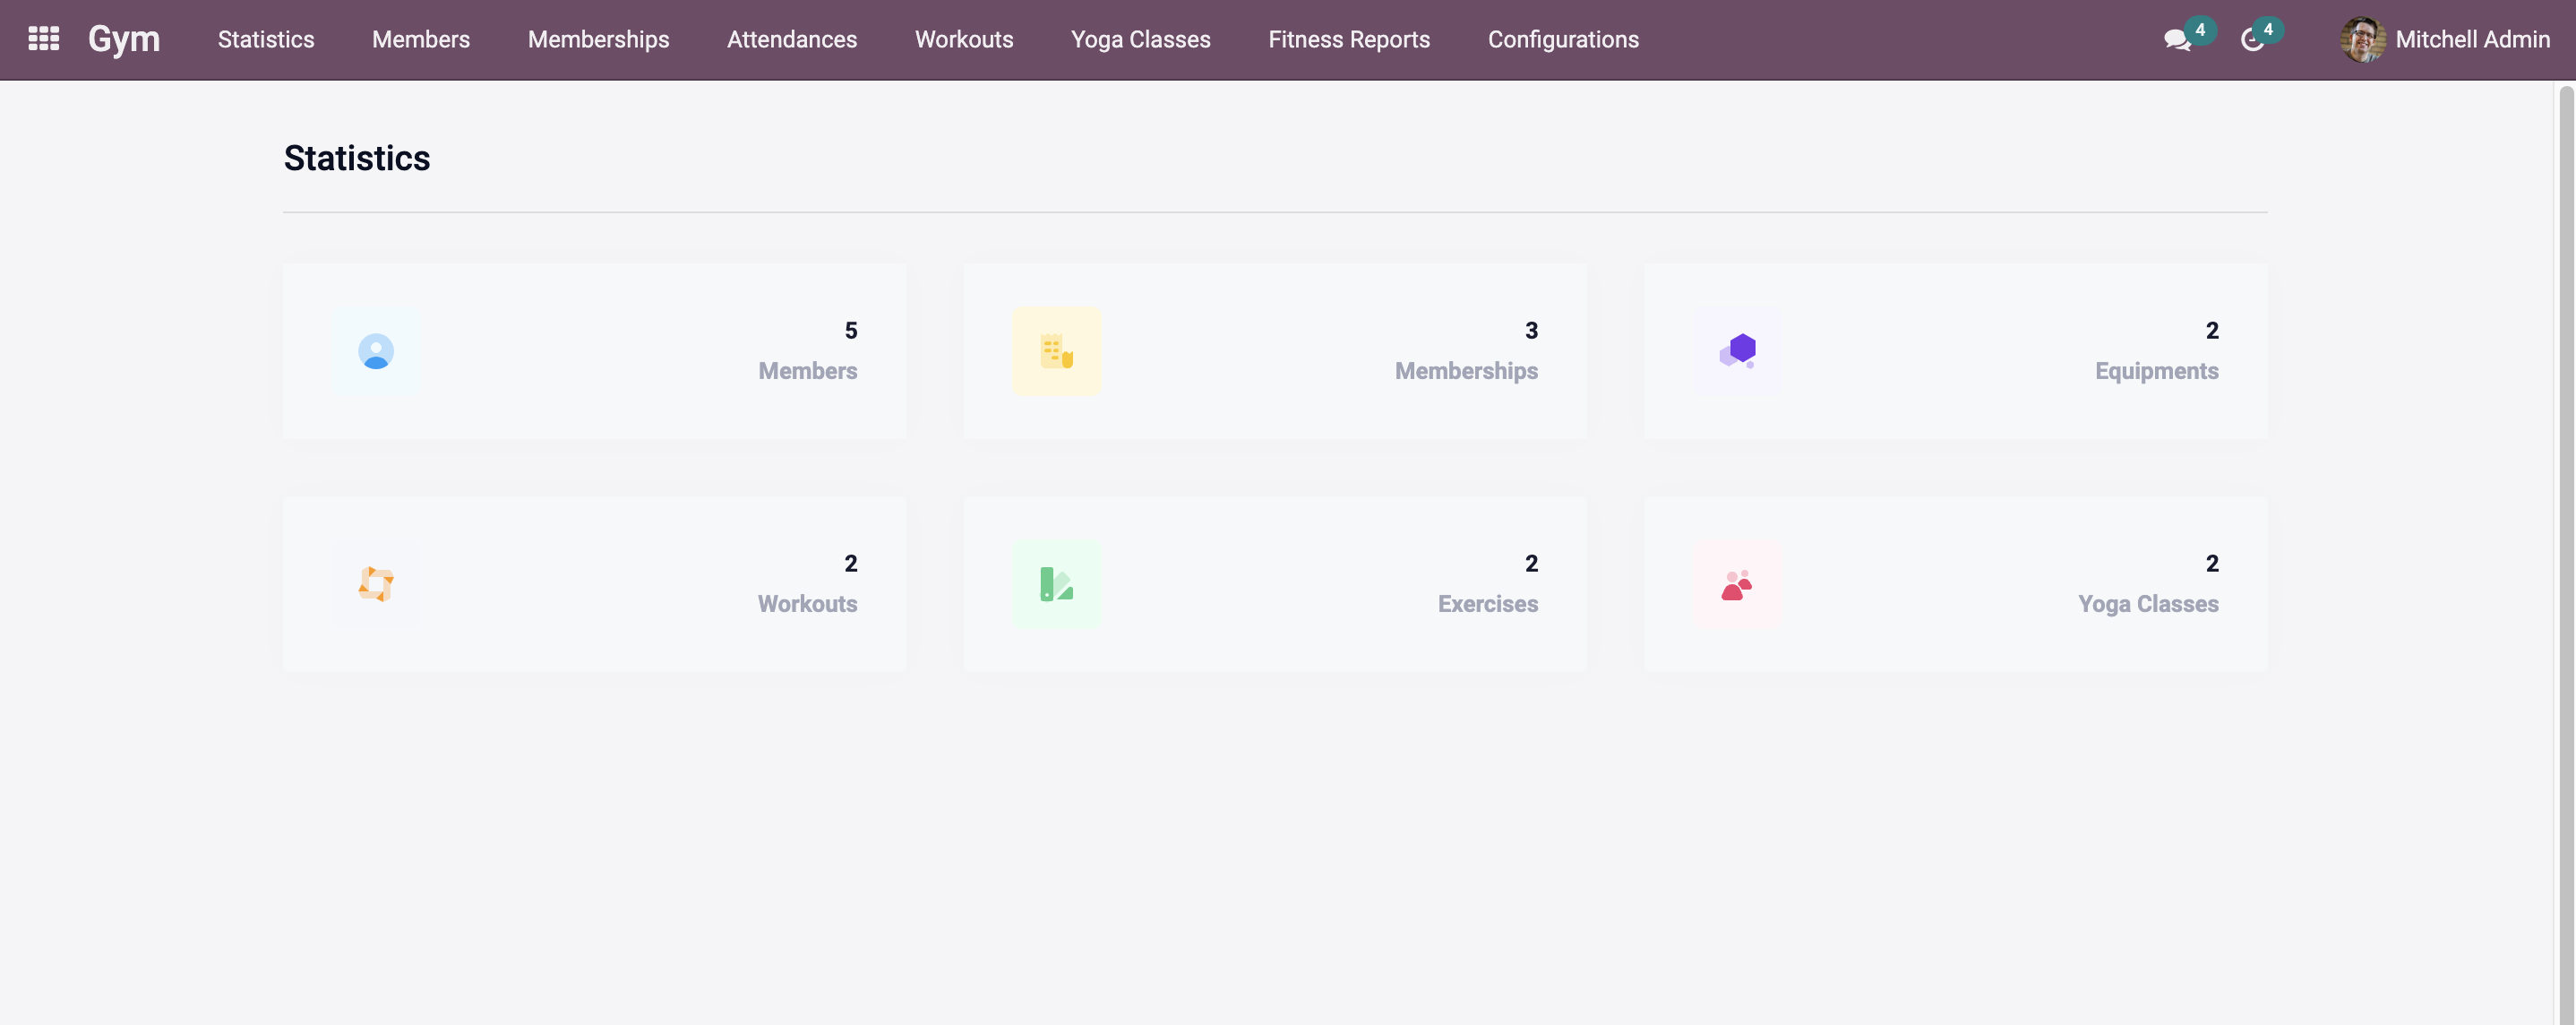 Gym Statistics Members Memberships Attendances Workouts Yoga Classes Fitness Reports Configurations 4 4 Mitchell Admin
Statistics
5
Members
3
Memberships
2
Equipments
2
Workouts
2
Exercises
2
Yoga Classes